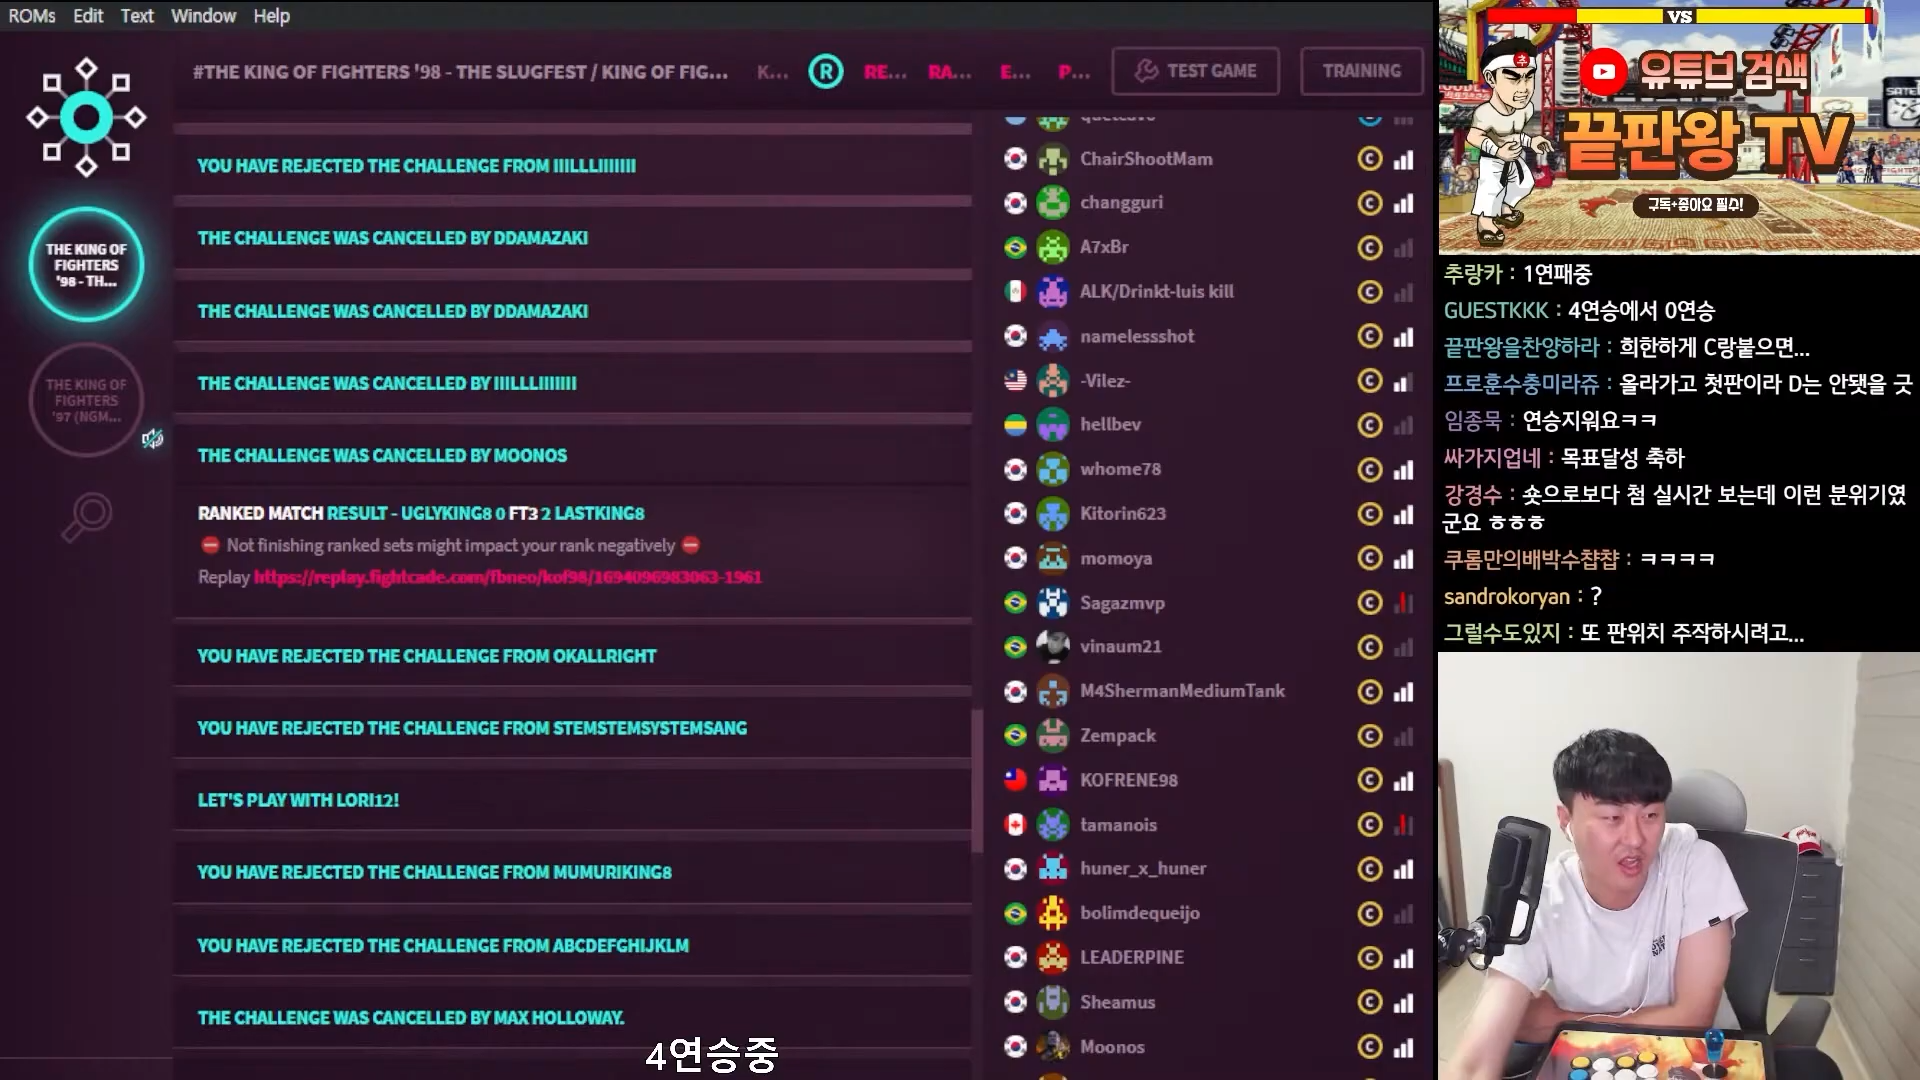 ROMs Edit Text Window Help
#THE KING OF FIGHTERS '98 - THE SLUGFEST / KING OF FIG... K... R RE... RA... E... P... TEST GAME TRAINING
THE KING OF
FIGHTERS
'98 - TH...
THE KING OF
FIGHTERS
'97 (NGM...
YOU HAVE REJECTED THE CHALLENGE FROM IIILLLIIIIIII
THE CHALLENGE WAS CANCELLED BY DDAMAZAKI
THE CHALLENGE WAS CANCELLED BY DDAMAZAKI
THE CHALLENGE WAS CANCELLED BY IIILLLIIIIIII
THE CHALLENGE WAS CANCELLED BY MOONOS
RANKED MATCH RESULT - UGLYKING8 0 FT3 2 LASTKING8
Not finishing ranked sets might impact your rank negatively
Replay https://replay.fightcade.com/fbneo/kof98/1694096983063-1961
YOU HAVE REJECTED THE CHALLENGE FROM OKALLRIGHT
YOU HAVE REJECTED THE CHALLENGE FROM STEMSTEMSYSTEMSANG
LET'S PLAY WITH LORI12!
YOU HAVE REJECTED THE CHALLENGE FROM MUMURIKING8
YOU HAVE REJECTED THE CHALLENGE FROM ABCDEFGHIJKLM
THE CHALLENGE WAS CANCELLED BY MAX HOLLOWAY.
4연승중
ChairShootMam C
changguri C
A7xBr C
ALK/Drinkt-luis kill C
namelessshot C
-Vilez- C
hellbev C
whome78 C
Kitorin623 C
momoya C
Sagazmvp C
vinaum21 C
M4ShermanMediumTank C
Zempack C
KOFRENE98 C
tamanois C
huner_x_huner C
bolimdequeijo C
LEADERPINE C
Sheamus C
Moonos C
VS
유튜브 검색
끝판왕 TV
구독+좋아요 필수!
추랑카 : 1연패중
GUESTKKK : 4연승에서 0연승
끝판왕을찬양하라 : 희한하게 C랑붙으면...
프로훈수충미라쥬 : 올라가고 첫판이라 D는 안됏을 긋
임종묵 : 연승지워요ㅋㅋ
싸가지업네 : 목표달성 축하
강경수 : 숏으로보다 첨 실시간 보는데 이런 분위기였
군요 ㅎㅎㅎ
쿠롬만의배박수챱챱 : ㅋㅋㅋㅋ
sandrokoryan : ?
그럴수도있지 : 또 판위치 주작하시려고...